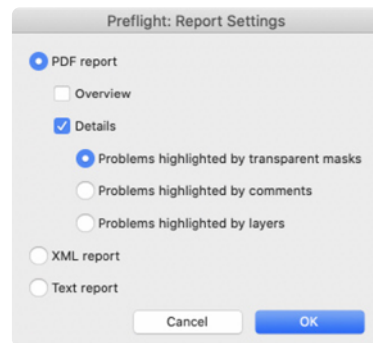 Preflight: Report Settings
PDF report
Overview
Details
Problems highlighted by transparent masks
Problems highlighted by comments
Problems highlighted by layers
XML report
Text report
Cancel OK